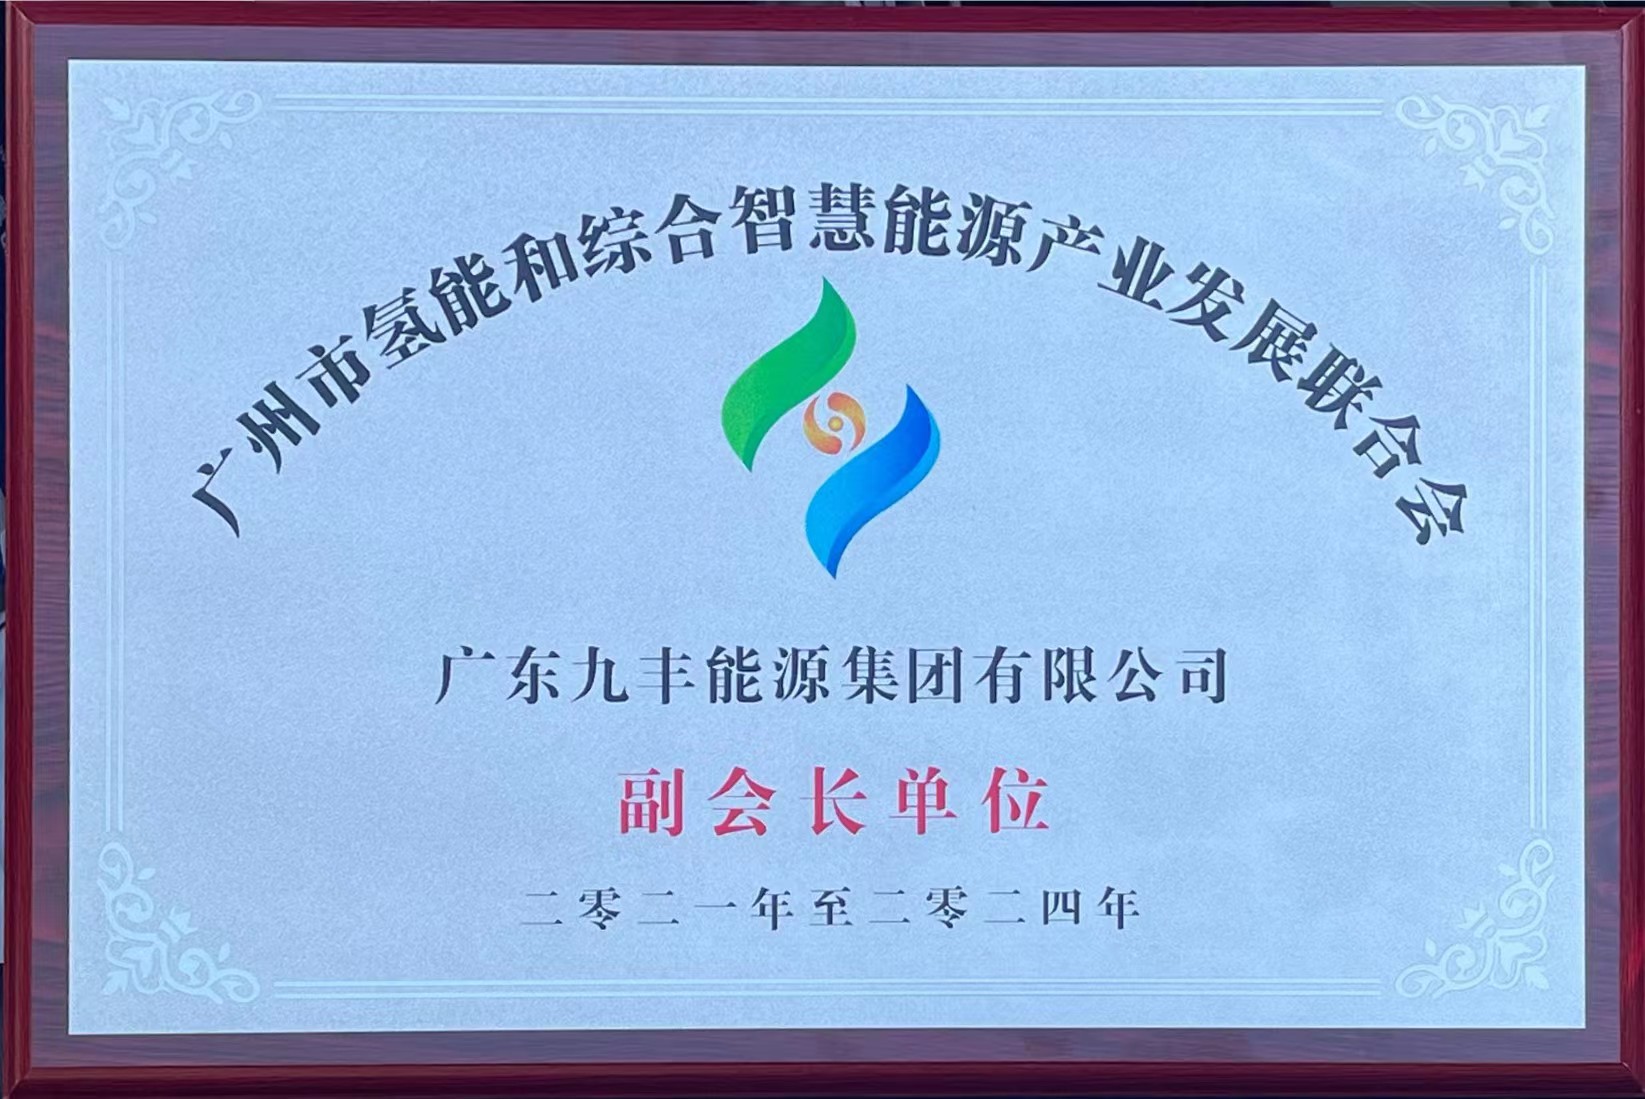 广州市氢能和综合智慧能源产业发展联合会
广东九丰能源集团有限公司
副会长单位
二零二一年至二零二四年